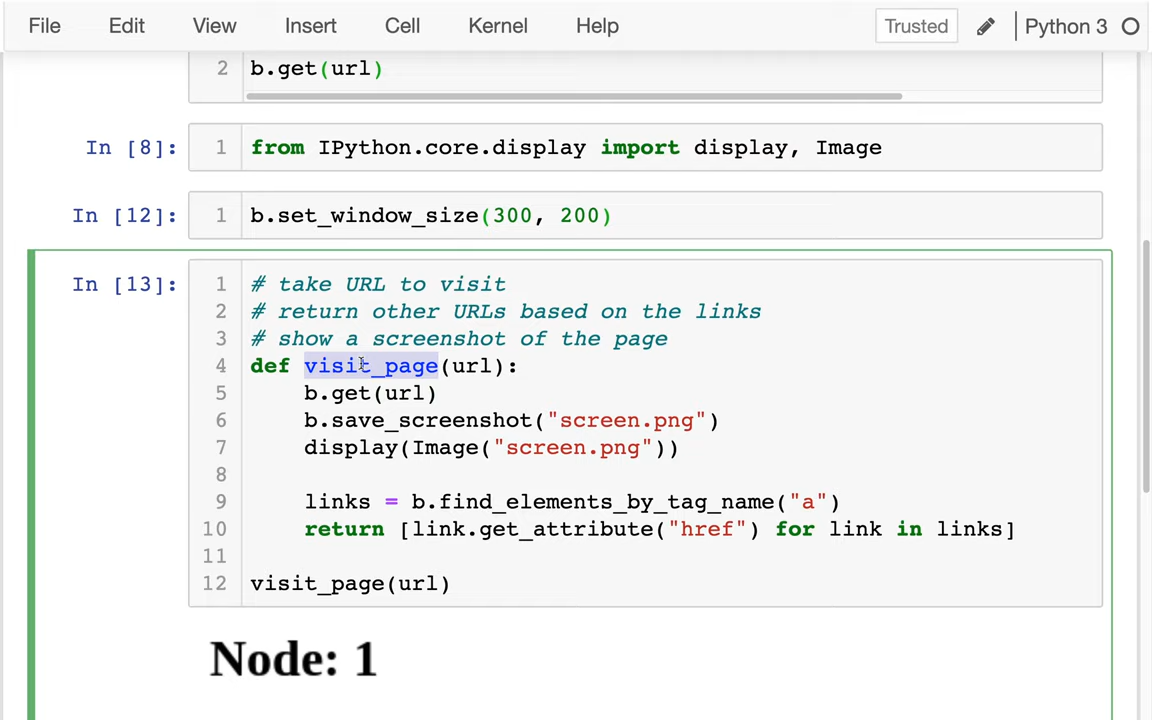 File Edit View Insert Cell Kernel Help Trusted Python 3
2 b.get(url)
In [8]: 1 from IPython.core.display import display, Image
In [12]: 1 b.set_window_size(300, 200)
In [13]: 1 # take URL to visit
2 # return other URLs based on the links
3 # show a screenshot of the page
4 def visit_page(url):
5     b.get(url)
6     b.save_screenshot("screen.png")
7     display(Image("screen.png"))
8
9     links = b.find_elements_by_tag_name("a")
10     return [link.get_attribute("href") for link in links]
11
12 visit_page(url)
Node: 1